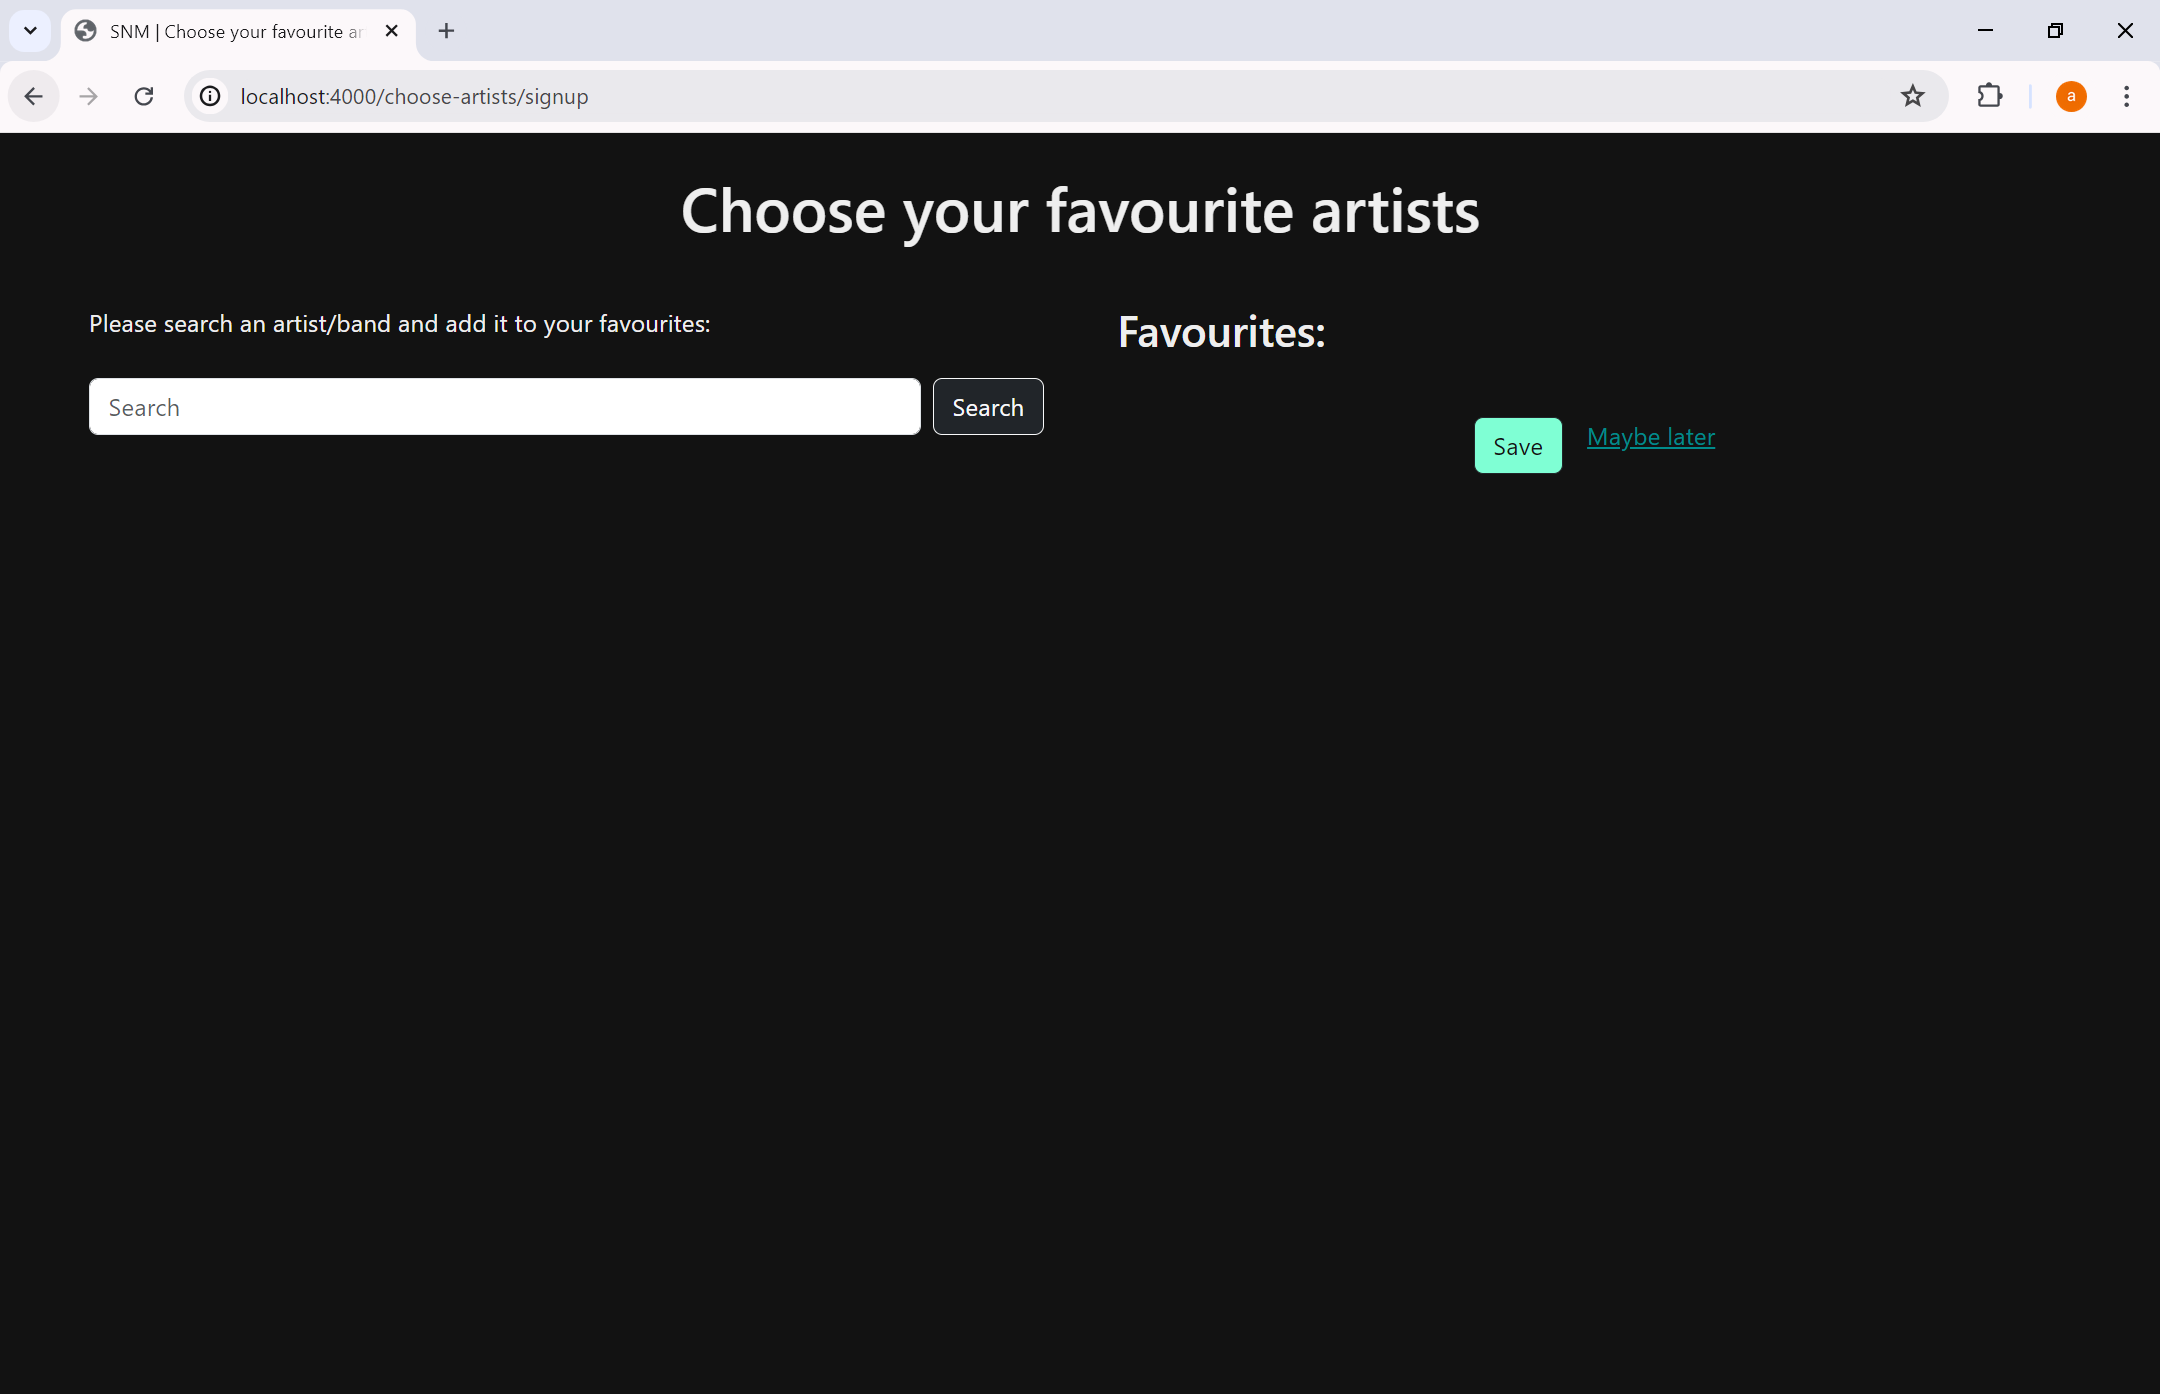 SNM | Choose your favourite ar
localhost:4000/choose-artists/signup
a
Choose your favourite artists
Please search an artist/band and add it to your favourites:
Search
Search
Favourites:
Save
Maybe later